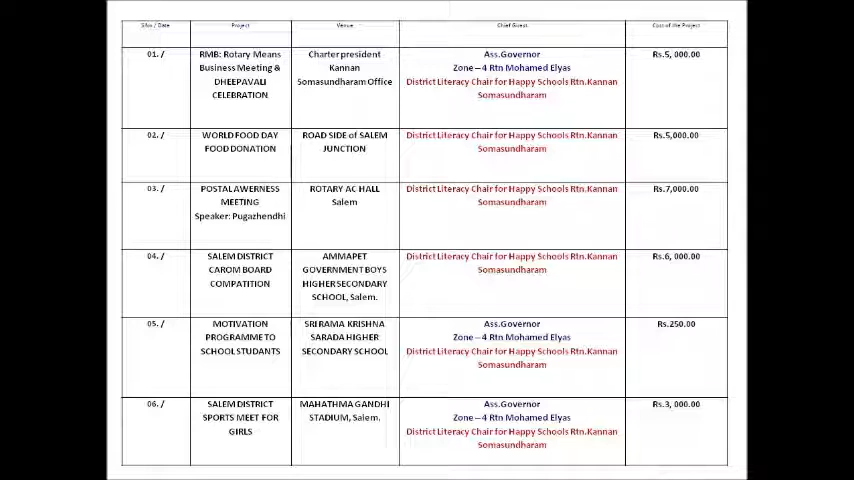 Sl.No / Date Project Venue Chief Guest Cost of the Project
01. / RMB: Rotary Means Charter president Ass.Governor Rs.5, 000.00
Business Meeting & Kannan Zone – 4 Rtn Mohamed Elyas
DHEEPAVALI Somasundharam Office District Literacy Chair for Happy Schools Rtn.Kannan
CELEBRATION Somasundharam
02. / WORLD FOOD DAY ROAD SIDE of SALEM District Literacy Chair for Happy Schools Rtn.Kannan Rs.5,000.00
FOOD DONATION JUNCTION Somasundharam
03. / POSTAL AWERNESS ROTARY AC HALL District Literacy Chair for Happy Schools Rtn.Kannan Rs.7,000.00
MEETING Salem Somasundharam
Speaker: Pugazhendhi
04. / SALEM DISTRICT AMMAPET District Literacy Chair for Happy Schools Rtn.Kannan Rs.6, 000.00
CAROM BOARD GOVERNMENT BOYS Somasundharam
COMPATITION HIGHER SECONDARY
SCHOOL, Salem.
05. / MOTIVATION SRI RAMA KRISHNA Ass.Governor Rs.250.00
PROGRAMME TO SARADA HIGHER Zone – 4 Rtn Mohamed Elyas
SCHOOL STUDANTS SECONDARY SCHOOL District Literacy Chair for Happy Schools Rtn.Kannan
Somasundharam
06. / SALEM DISTRICT MAHATHMA GANDHI Ass.Governor Rs.3, 000.00
SPORTS MEET FOR STADIUM, Salem. Zone – 4 Rtn Mohamed Elyas
GIRLS District Literacy Chair for Happy Schools Rtn.Kannan
Somasundharam